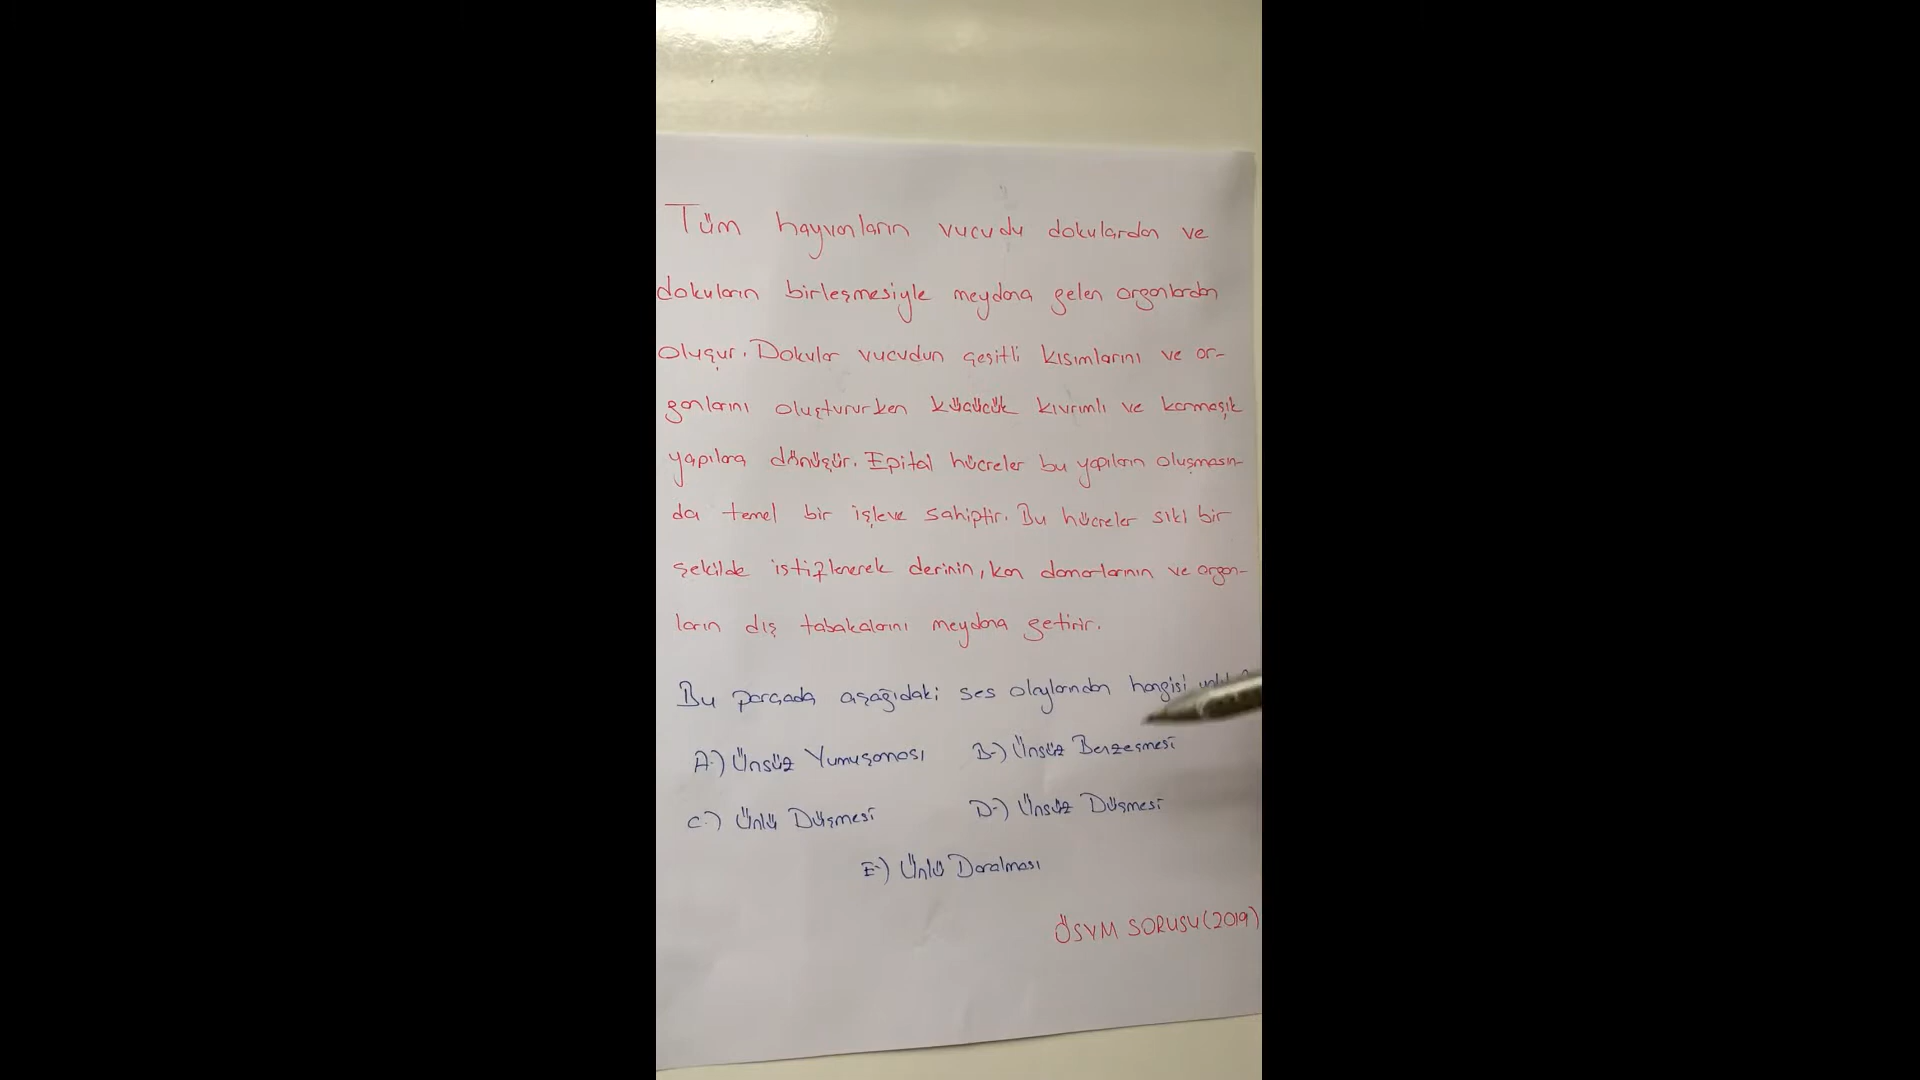 Tüm hayvanların vucudu dokulardan ve
dokuların birleşmesiyle meydana gelen organlardan
oluşur. Dokular vucudun çeşitli kısımlarını ve or-
ganlarını oluştururken küçücük kıvrımlı ve karmaşık
yapılara dönüşür. Epital hücreler bu yapıların oluşmasın-
da temel bir işleve sahiptir. Bu hücreler sıkı bir
şekilde istiflenerek derinin, kan damarlarının ve organ-
ların dış tabakalarını meydana getirir.
Bu parçada aşağıdaki ses olaylarından hangisi
A-) Ünsüz Yumuşaması B-) Ünsüz Benzeşmesi
C-) Ünlü Düşmesi D-) Ünsüz Düşmesi
E-) Ünlü Daralması
ÖSYM SORUSU (2019)